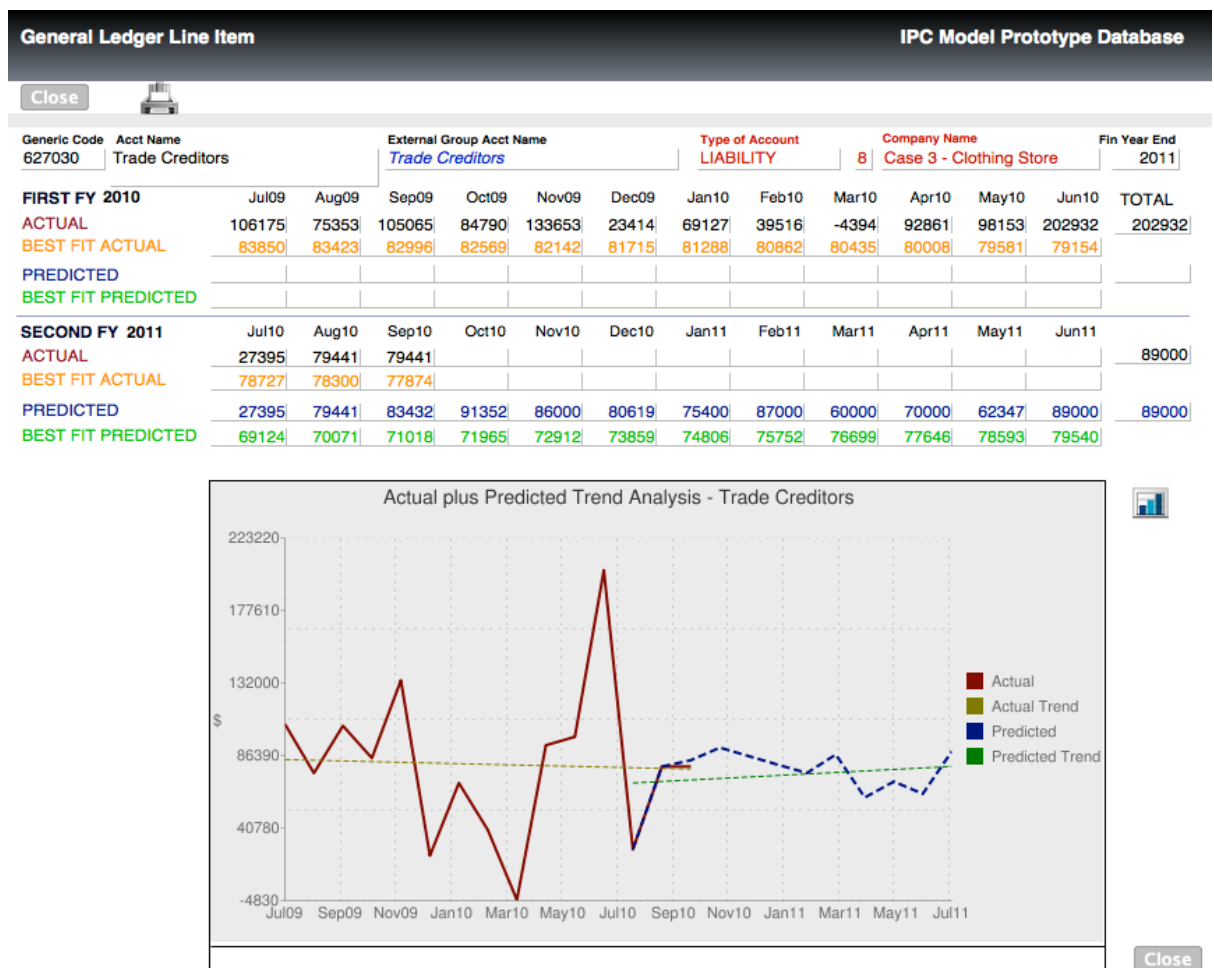 General Ledger Line Item IPC Model Prototype Database
Close
Generic Code Acct Name External Group Acct Name Type of Account Company Name Fin Year End
627030 Trade Creditors Trade Creditors LIABILITY 8 Case 3 - Clothing Store 2011
FIRST FY 2010 Jul09 Aug09 Sep09 Oct09 Nov09 Dec09 Jan10 Feb10 Mar10 Apr10 May10 Jun10 TOTAL
ACTUAL 106175 75353 105065 84790 133653 23414 69127 39516 -4394 92861 98153 202932 202932
BEST FIT ACTUAL 83850 83423 82996 82569 82142 81715 81288 80862 80435 80008 79581 79154
PREDICTED
BEST FIT PREDICTED
SECOND FY 2011 Jul10 Aug10 Sep10 Oct10 Nov10 Dec10 Jan11 Feb11 Mar11 Apr11 May11 Jun11
ACTUAL 27395 79441 79441 89000
BEST FIT ACTUAL 78727 78300 77874
PREDICTED 27395 79441 83432 91352 86000 80619 75400 87000 60000 70000 62347 89000 89000
BEST FIT PREDICTED 69124 70071 71018 71965 72912 73859 74806 75752 76699 77646 78593 79540
Actual plus Predicted Trend Analysis - Trade Creditors
223220
177610
132000
$
86390
40780
-4830
Jul09 Sep09 Nov09 Jan10 Mar10 May10 Jul10 Sep10 Nov10 Jan11 Mar11 May11 Jul11
Actual
Actual Trend
Predicted
Predicted Trend
Close